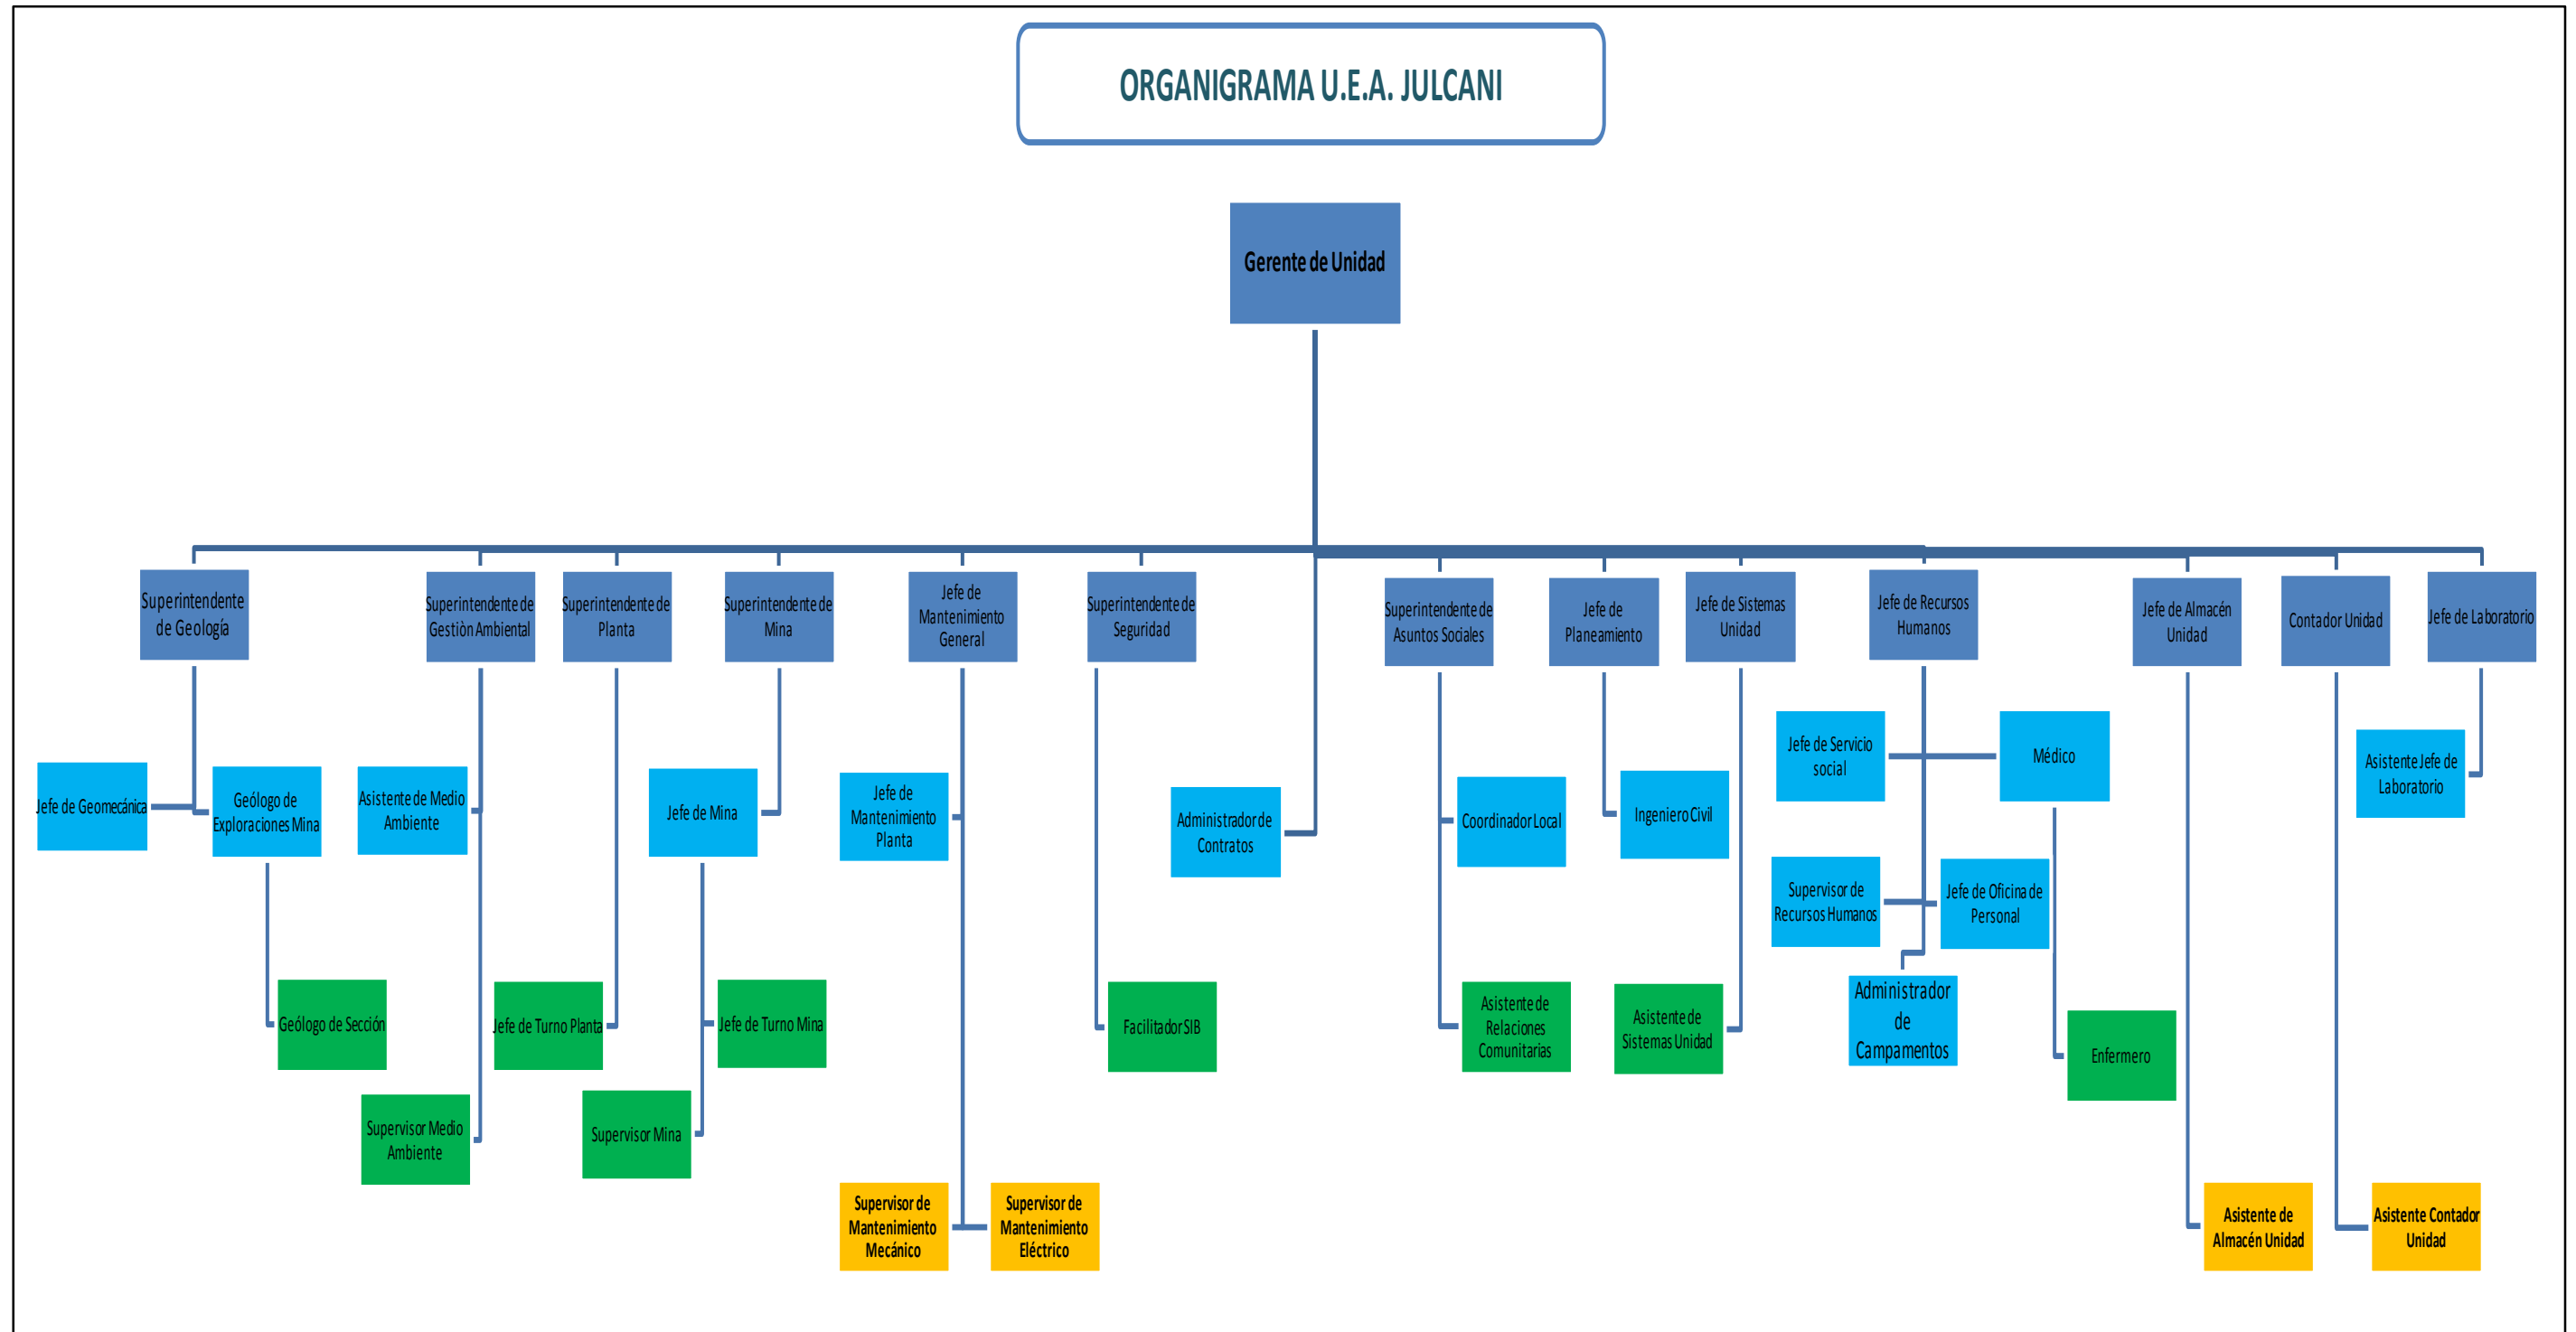 ORGANIGRAMA U.E.A. JULCANI
Gerente de Unidad
Superintendente
de Geología
Superintendente de
Gestiòn Ambiental
Superintendente de
Planta
Superintendente de
Mina
Jefe de
Mantenimiento
General
Superintendente de
Seguridad
Superintendente de
Asuntos Sociales
Jefe de
Planeamiento
Jefe de Sistemas
Unidad
Jefe de Recursos
Humanos
Jefe de Almacén
Unidad
Contador Unidad
Jefe de Laboratorio
Jefe de Geomecánica
Geólogo de
Exploraciones Mina
Asistente de Medio
Ambiente
Jefe de Mina
Jefe de
Mantenimiento
Planta
Administrador de
Contratos
Coordinador Local
Ingeniero Civil
Jefe de Servicio
social
Médico
Asistente Jefe de
Laboratorio
Supervisor de
Recursos Humanos
Jefe de Oficina de
Personal
Administrador
de
Campamentos
Geólogo de Sección
Jefe de Turno Planta
Jefe de Turno Mina
Facilitador SIB
Asistente de
Relaciones
Comunitarias
Asistente de
Sistemas Unidad
Enfermero
Supervisor Medio
Ambiente
Supervisor Mina
Supervisor de
Mantenimiento
Mecánico
Supervisor de
Mantenimiento
Eléctrico
Asistente de
Almacén Unidad
Asistente Contador
Unidad